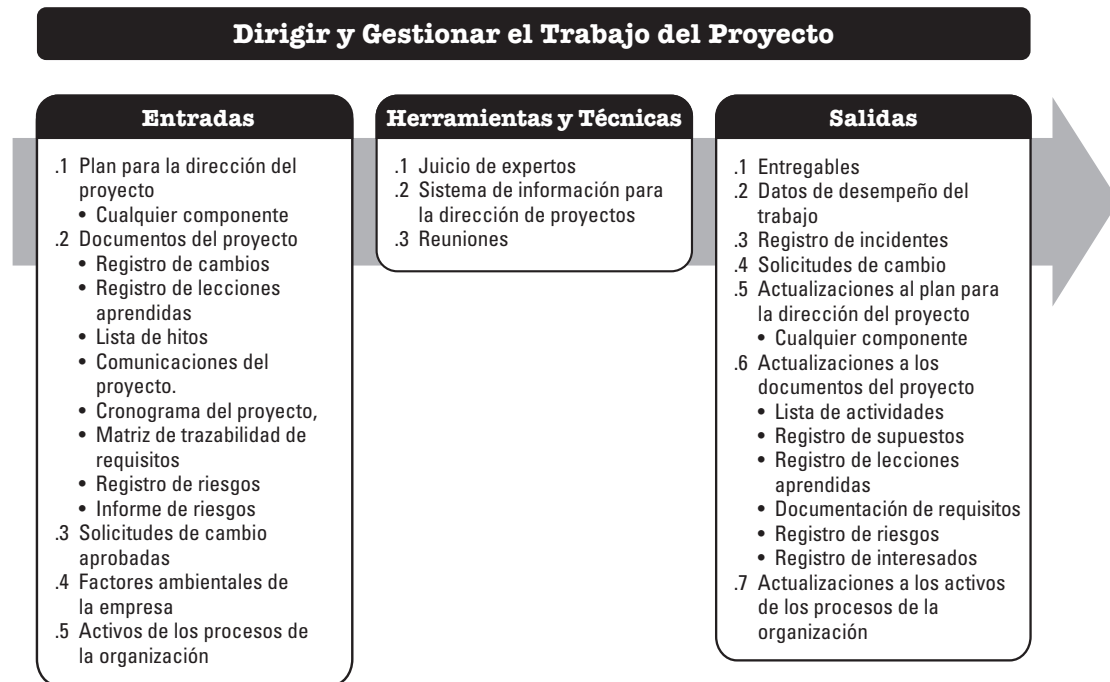 Dirigir y Gestionar el Trabajo del Proyecto
Entradas
.1 Plan para la dirección del
proyecto
• Cualquier componente
.2 Documentos del proyecto
• Registro de cambios
• Registro de lecciones
aprendidas
• Lista de hitos
• Comunicaciones del
proyecto.
• Cronograma del proyecto,
• Matriz de trazabilidad de
requisitos
• Registro de riesgos
• Informe de riesgos
.3 Solicitudes de cambio
aprobadas
.4 Factores ambientales de
la empresa
.5 Activos de los procesos de
la organización
Herramientas y Técnicas
.1 Juicio de expertos
.2 Sistema de información para
la dirección de proyectos
.3 Reuniones
Salidas
.1 Entregables
.2 Datos de desempeño del
trabajo
.3 Registro de incidentes
.4 Solicitudes de cambio
.5 Actualizaciones al plan para
la dirección del proyecto
• Cualquier componente
.6 Actualizaciones a los
documentos del proyecto
• Lista de actividades
• Registro de supuestos
• Registro de lecciones
aprendidas
• Documentación de requisitos
• Registro de riesgos
• Registro de interesados
.7 Actualizaciones a los activos
de los procesos de la
organización